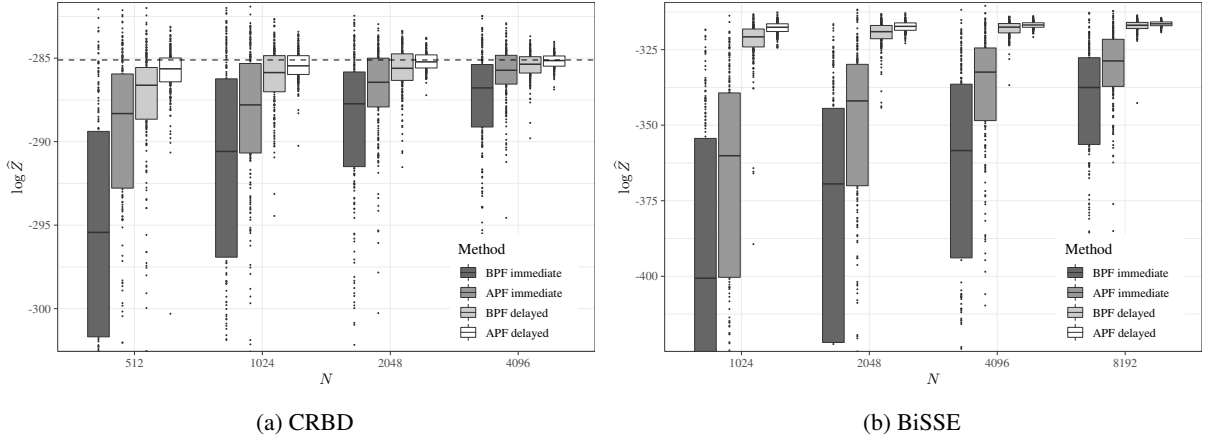 -285
-290
-295
-300
log Ẑ
Method
BPF immediate
APF immediate
BPF delayed
APF delayed
512
1024
2048
4096
N
(a) CRBD
-325
-350
-375
-400
log Ẑ
Method
BPF immediate
APF immediate
BPF delayed
APF delayed
1024
2048
4096
8192
N
(b) BiSSE